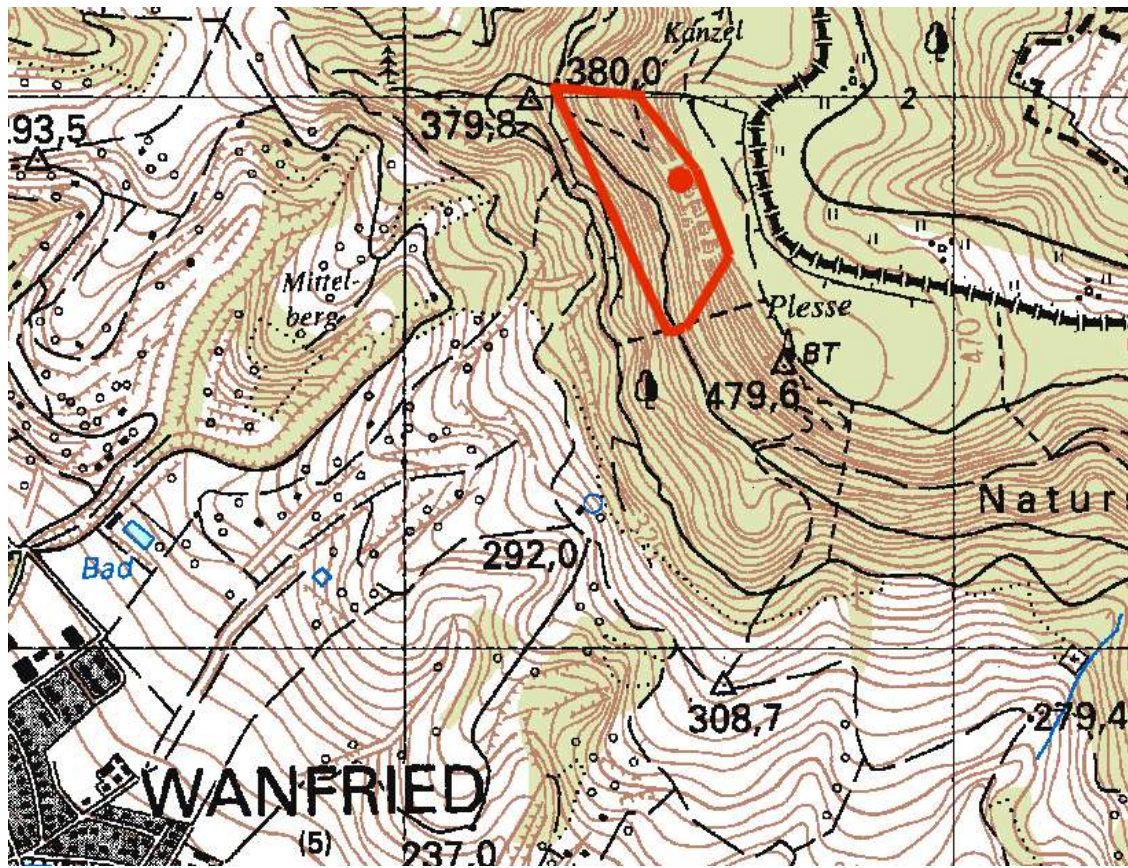 Kanzel
380,0
2
379,8
93,5
Mittel-
berg
Plesse
BT
479,6
470
Natur
292,0
Bad
308,7
279,4
WANFRIED
(5)
237,0